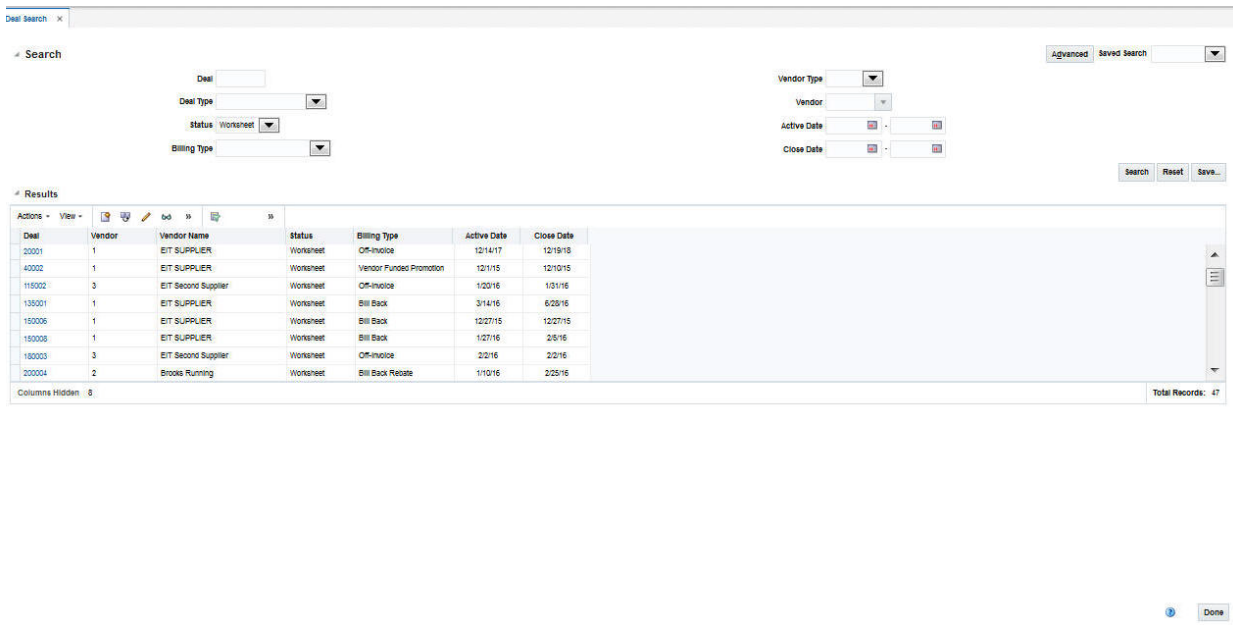 Deal Search ×
Search
Advanced Saved Search
Deal Vendor Type
Deal Type Vendor
Status Worksheet Active Date -
Billing Type Close Date -
Search Reset Save...
Results
Actions View » »
Deal Vendor Vendor Name Status Billing Type Active Date Close Date
20001 1 EIT SUPPLIER Worksheet Off-Invoice 12/14/17 12/19/18
40002 1 EIT SUPPLIER Worksheet Vendor Funded Promotion 12/1/15 12/10/15
115002 3 EIT Second Supplier Worksheet Off-Invoice 1/20/16 1/31/16
135001 1 EIT SUPPLIER Worksheet Bill Back 3/14/16 6/28/16
150006 1 EIT SUPPLIER Worksheet Bill Back 12/27/15 12/27/15
150008 1 EIT SUPPLIER Worksheet Bill Back 1/27/16 2/5/16
180003 3 EIT Second Supplier Worksheet Off-Invoice 2/2/16 2/2/16
200004 2 Brooks Running Worksheet Bill Back Rebate 1/10/16 2/25/16
Columns Hidden 8 Total Records: 47
Done